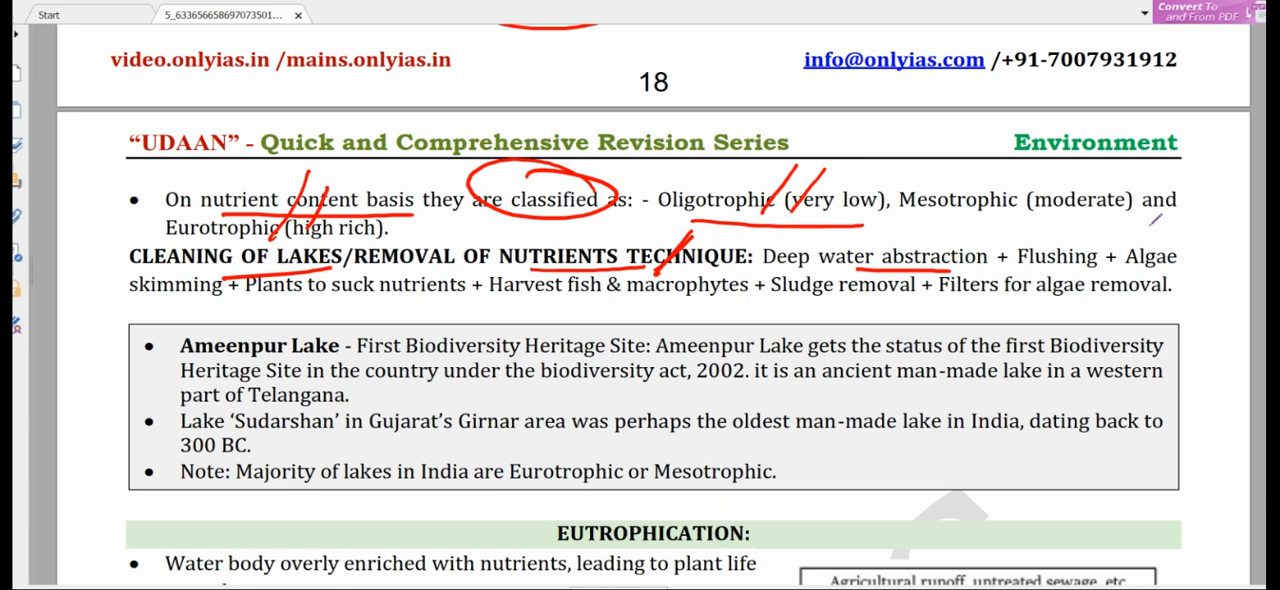 Start
5_633656658697073501...
Convert To
and From PDF
video.onlyias.in /mains.onlyias.in
info@onlyias.com /+91-7007931912
18
“UDAAN” - Quick and Comprehensive Revision Series
Environment
• On nutrient content basis they are classified as: - Oligotrophic (very low), Mesotrophic (moderate) and
Eurotrophic (high rich).
CLEANING OF LAKES/REMOVAL OF NUTRIENTS TECHNIQUE: Deep water abstraction + Flushing + Algae
skimming + Plants to suck nutrients + Harvest fish & macrophytes + Sludge removal + Filters for algae removal.
• Ameenpur Lake - First Biodiversity Heritage Site: Ameenpur Lake gets the status of the first Biodiversity
Heritage Site in the country under the biodiversity act, 2002. it is an ancient man-made lake in a western
part of Telangana.
• Lake ‘Sudarshan’ in Gujarat’s Girnar area was perhaps the oldest man-made lake in India, dating back to
300 BC.
• Note: Majority of lakes in India are Eurotrophic or Mesotrophic.
EUTROPHICATION:
• Water body overly enriched with nutrients, leading to plant life
Agricultural runoff, untreated sewage, etc